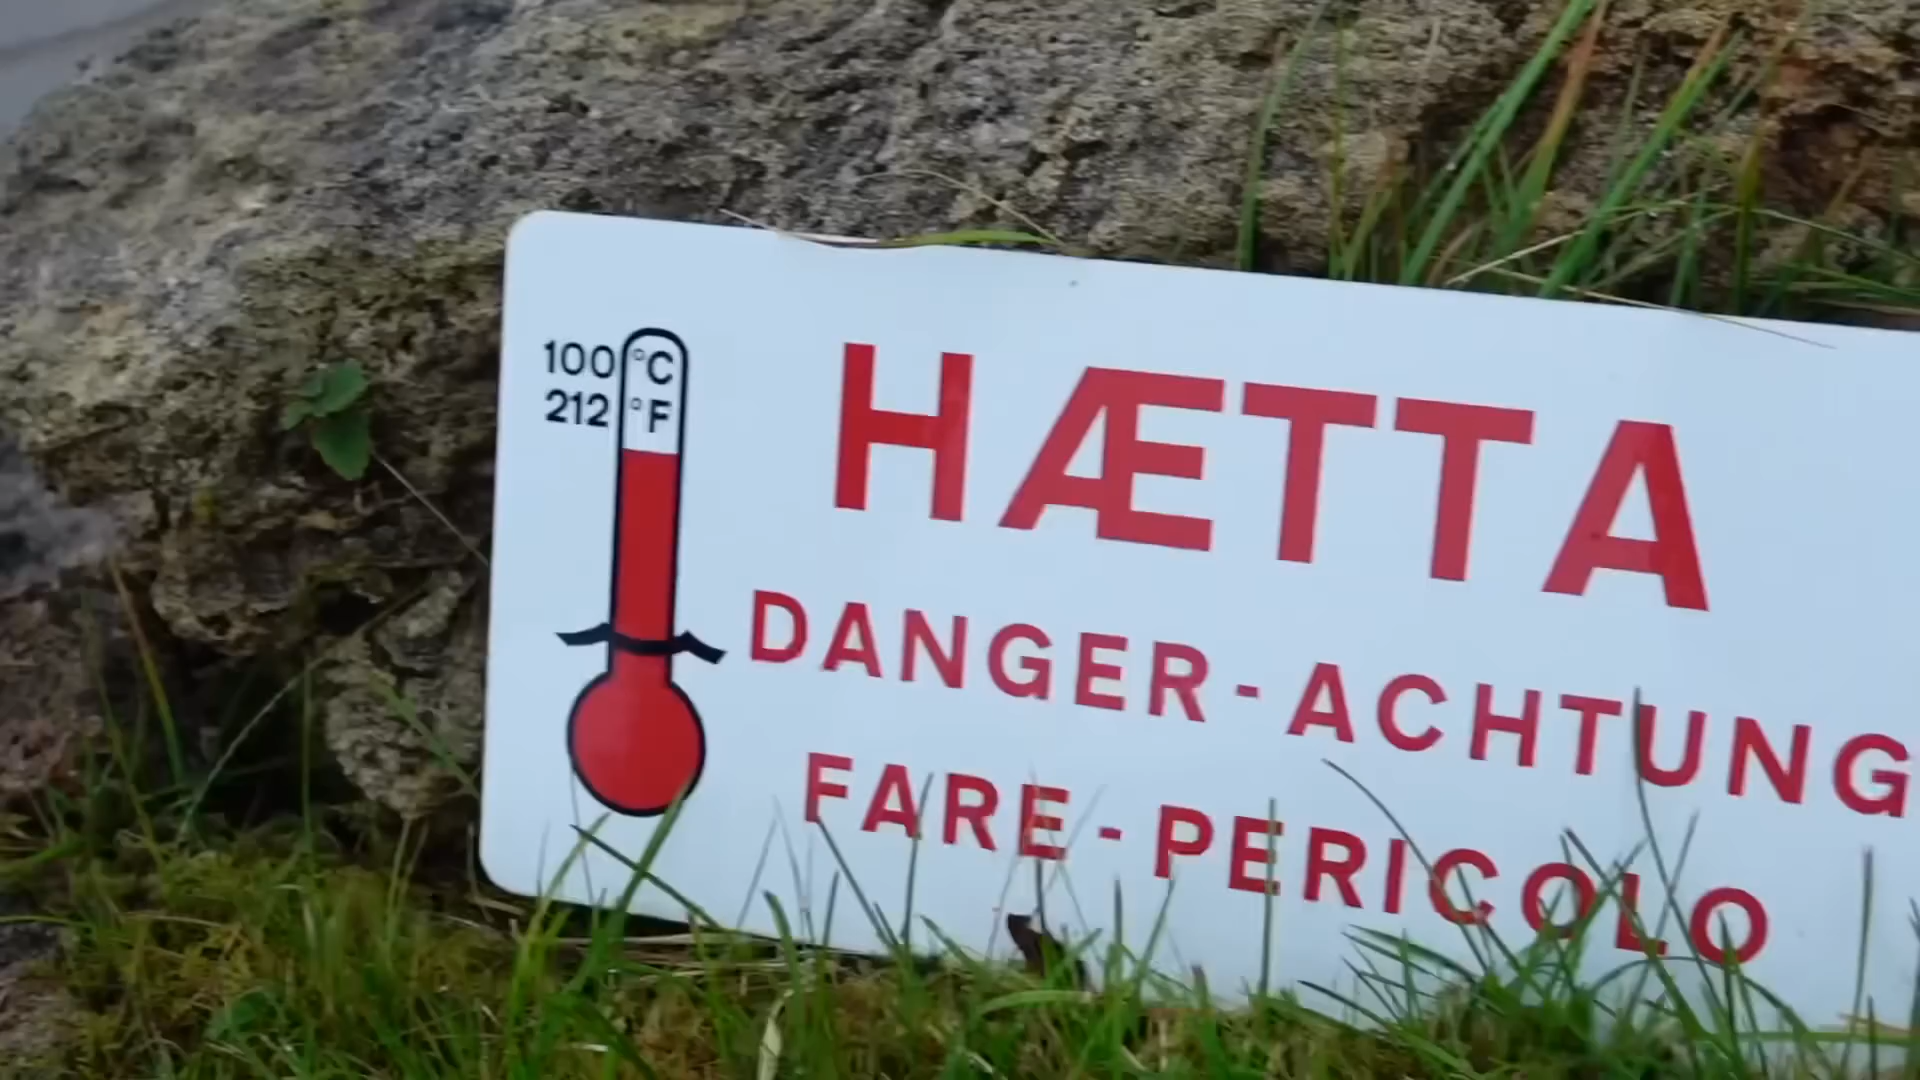 100 °C
212 °F
HÆTTA
DANGER-ACHTUNG
FARE-PERICOLO